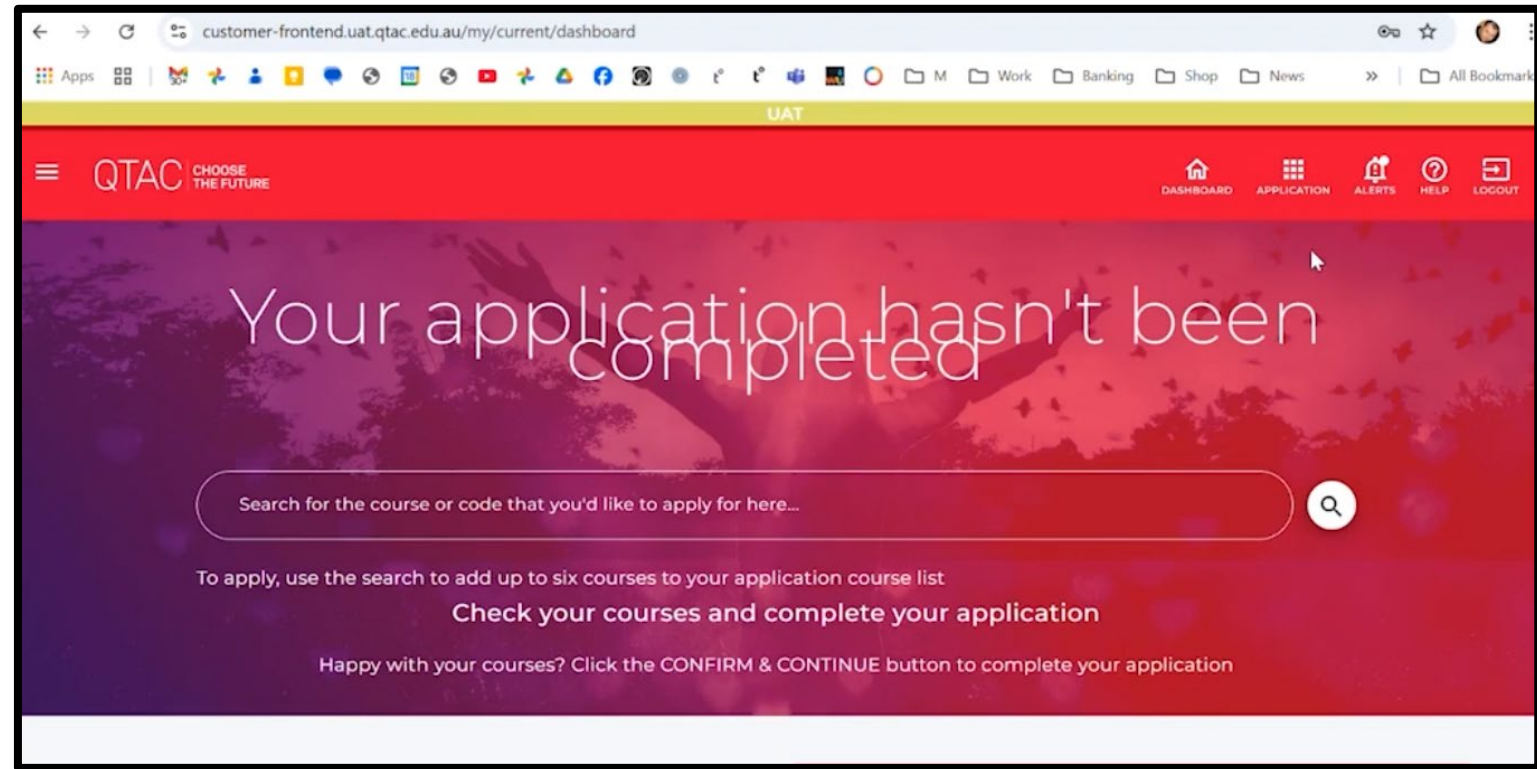 customer-frontend.uat.qtac.edu.au/my/current/dashboard
Apps M Work Banking Shop News » All Bookmark
UAT
QTAC CHOOSE THE FUTURE
DASHBOARD APPLICATION ALERTS HELP LOGOUT
Your application hasn't been
completed
Search for the course or code that you'd like to apply for here...
To apply, use the search to add up to six courses to your application course list
Check your courses and complete your application
Happy with your courses? Click the CONFIRM & CONTINUE button to complete your application